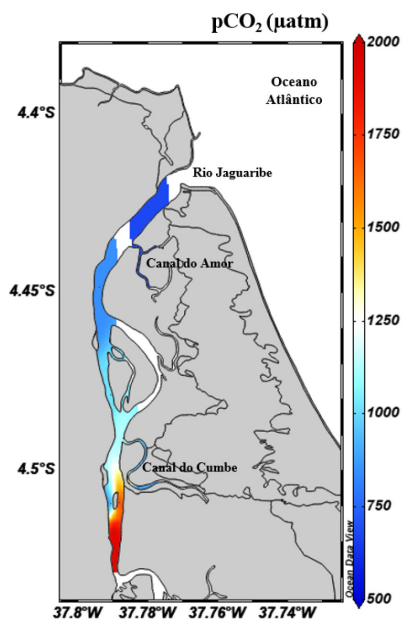 pCO₂ (µatm)
2000
Oceano
Atlântico
4.4°S
1750
Rio Jaguaribe
1500
Canal do Amor
4.45°S
1250
1000
4.5°S
Canal do Cumbe
750
Ocean Data View
500
37.8°W
37.78°W
37.76°W
37.74°W